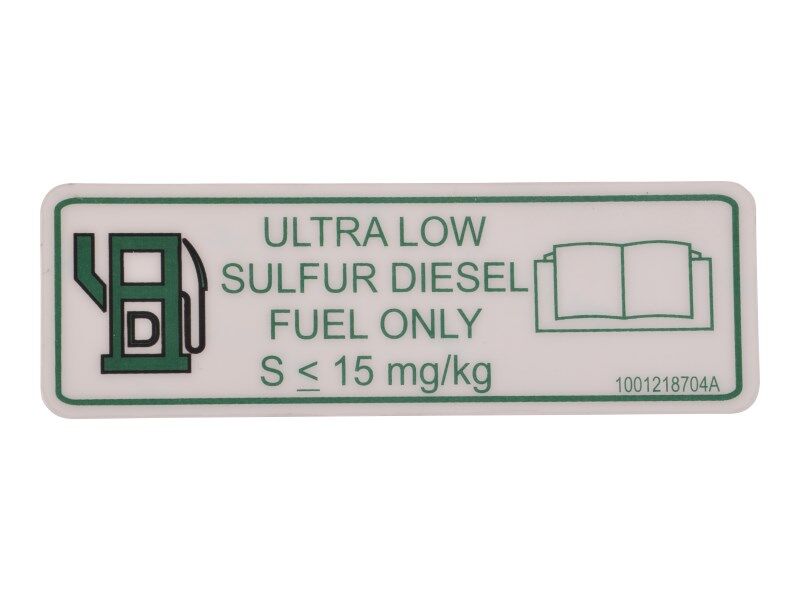 ULTRA LOW
SULFUR DIESEL
FUEL ONLY
S ≤ 15 mg/kg
D
1001218704A